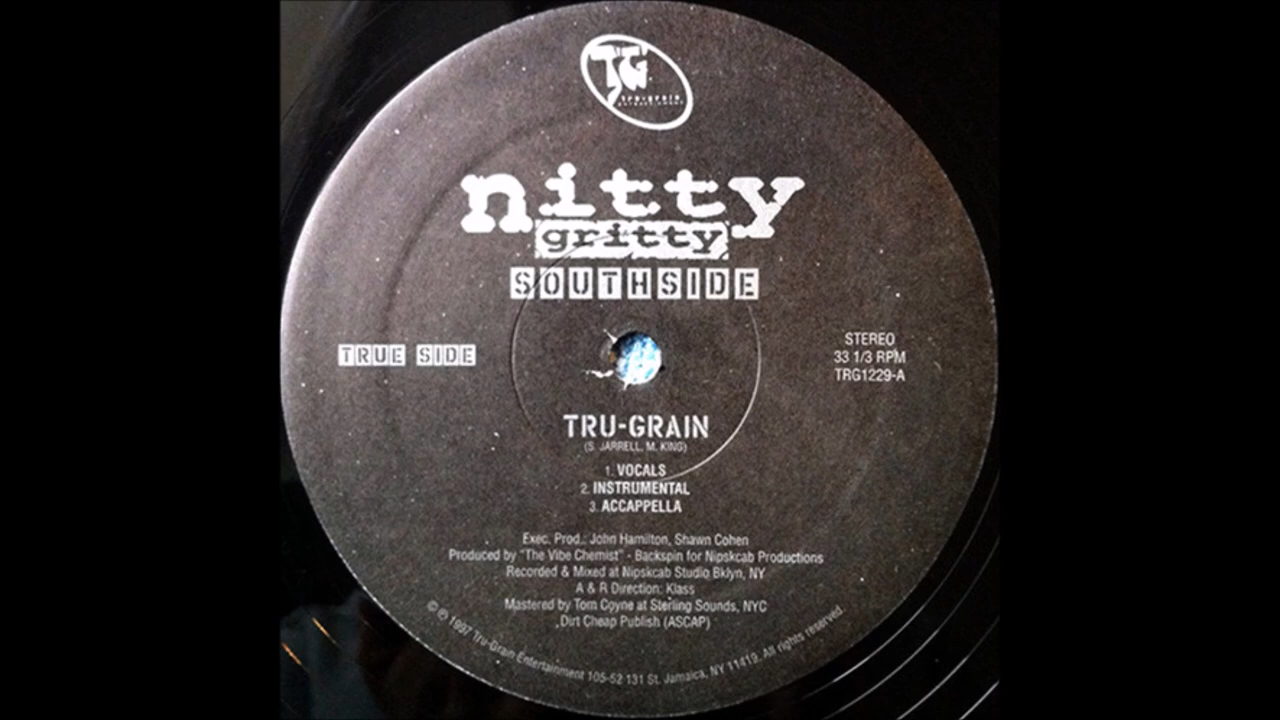 TG
tru-grain
entertainment
nitty
gritty
SOUTHSIDE
TRUE SIDE
STEREO
33 1/3 RPM
TRG1229-A
TRU-GRAIN
(S. JARRELL, M. KING)
1. VOCALS
2. INSTRUMENTAL
3. ACCAPPELLA
Exec. Prod.: John Hamilton, Shawn Cohen
Produced by "The Vibe Chemist" - Backspin for Nipskcab Productions
Recorded & Mixed at Nipskcab Studio Bklyn, NY
A & R Direction: Klass
Mastered by Tom Coyne at Sterling Sounds, NYC
Dirt Cheap Publish (ASCAP)
© ℗ 1997 Tru-Grain Entertainment 105-52 131 St. Jamaica, NY 11419. All rights reserved.